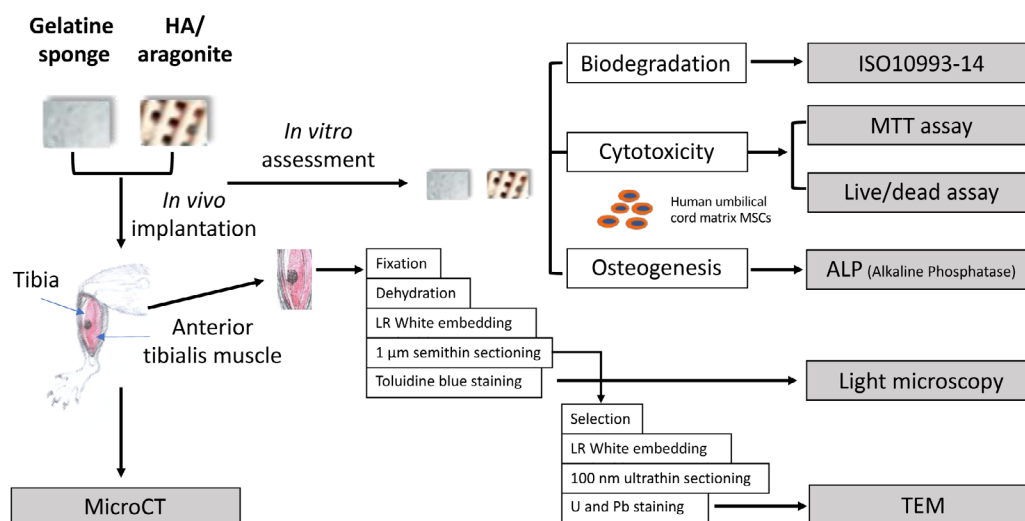 Gelatine
sponge
HA/
aragonite
In vitro
assessment
In vivo
implantation
Biodegradation
ISO10993-14
Cytotoxicity
MTT assay
Live/dead assay
Human umbilical
cord matrix MSCs
Osteogenesis
ALP (Alkaline Phosphatase)
Tibia
Anterior
tibialis muscle
Fixation
Dehydration
LR White embedding
1 µm semithin sectioning
Toluidine blue staining
Light microscopy
Selection
LR White embedding
100 nm ultrathin sectioning
U and Pb staining
TEM
MicroCT